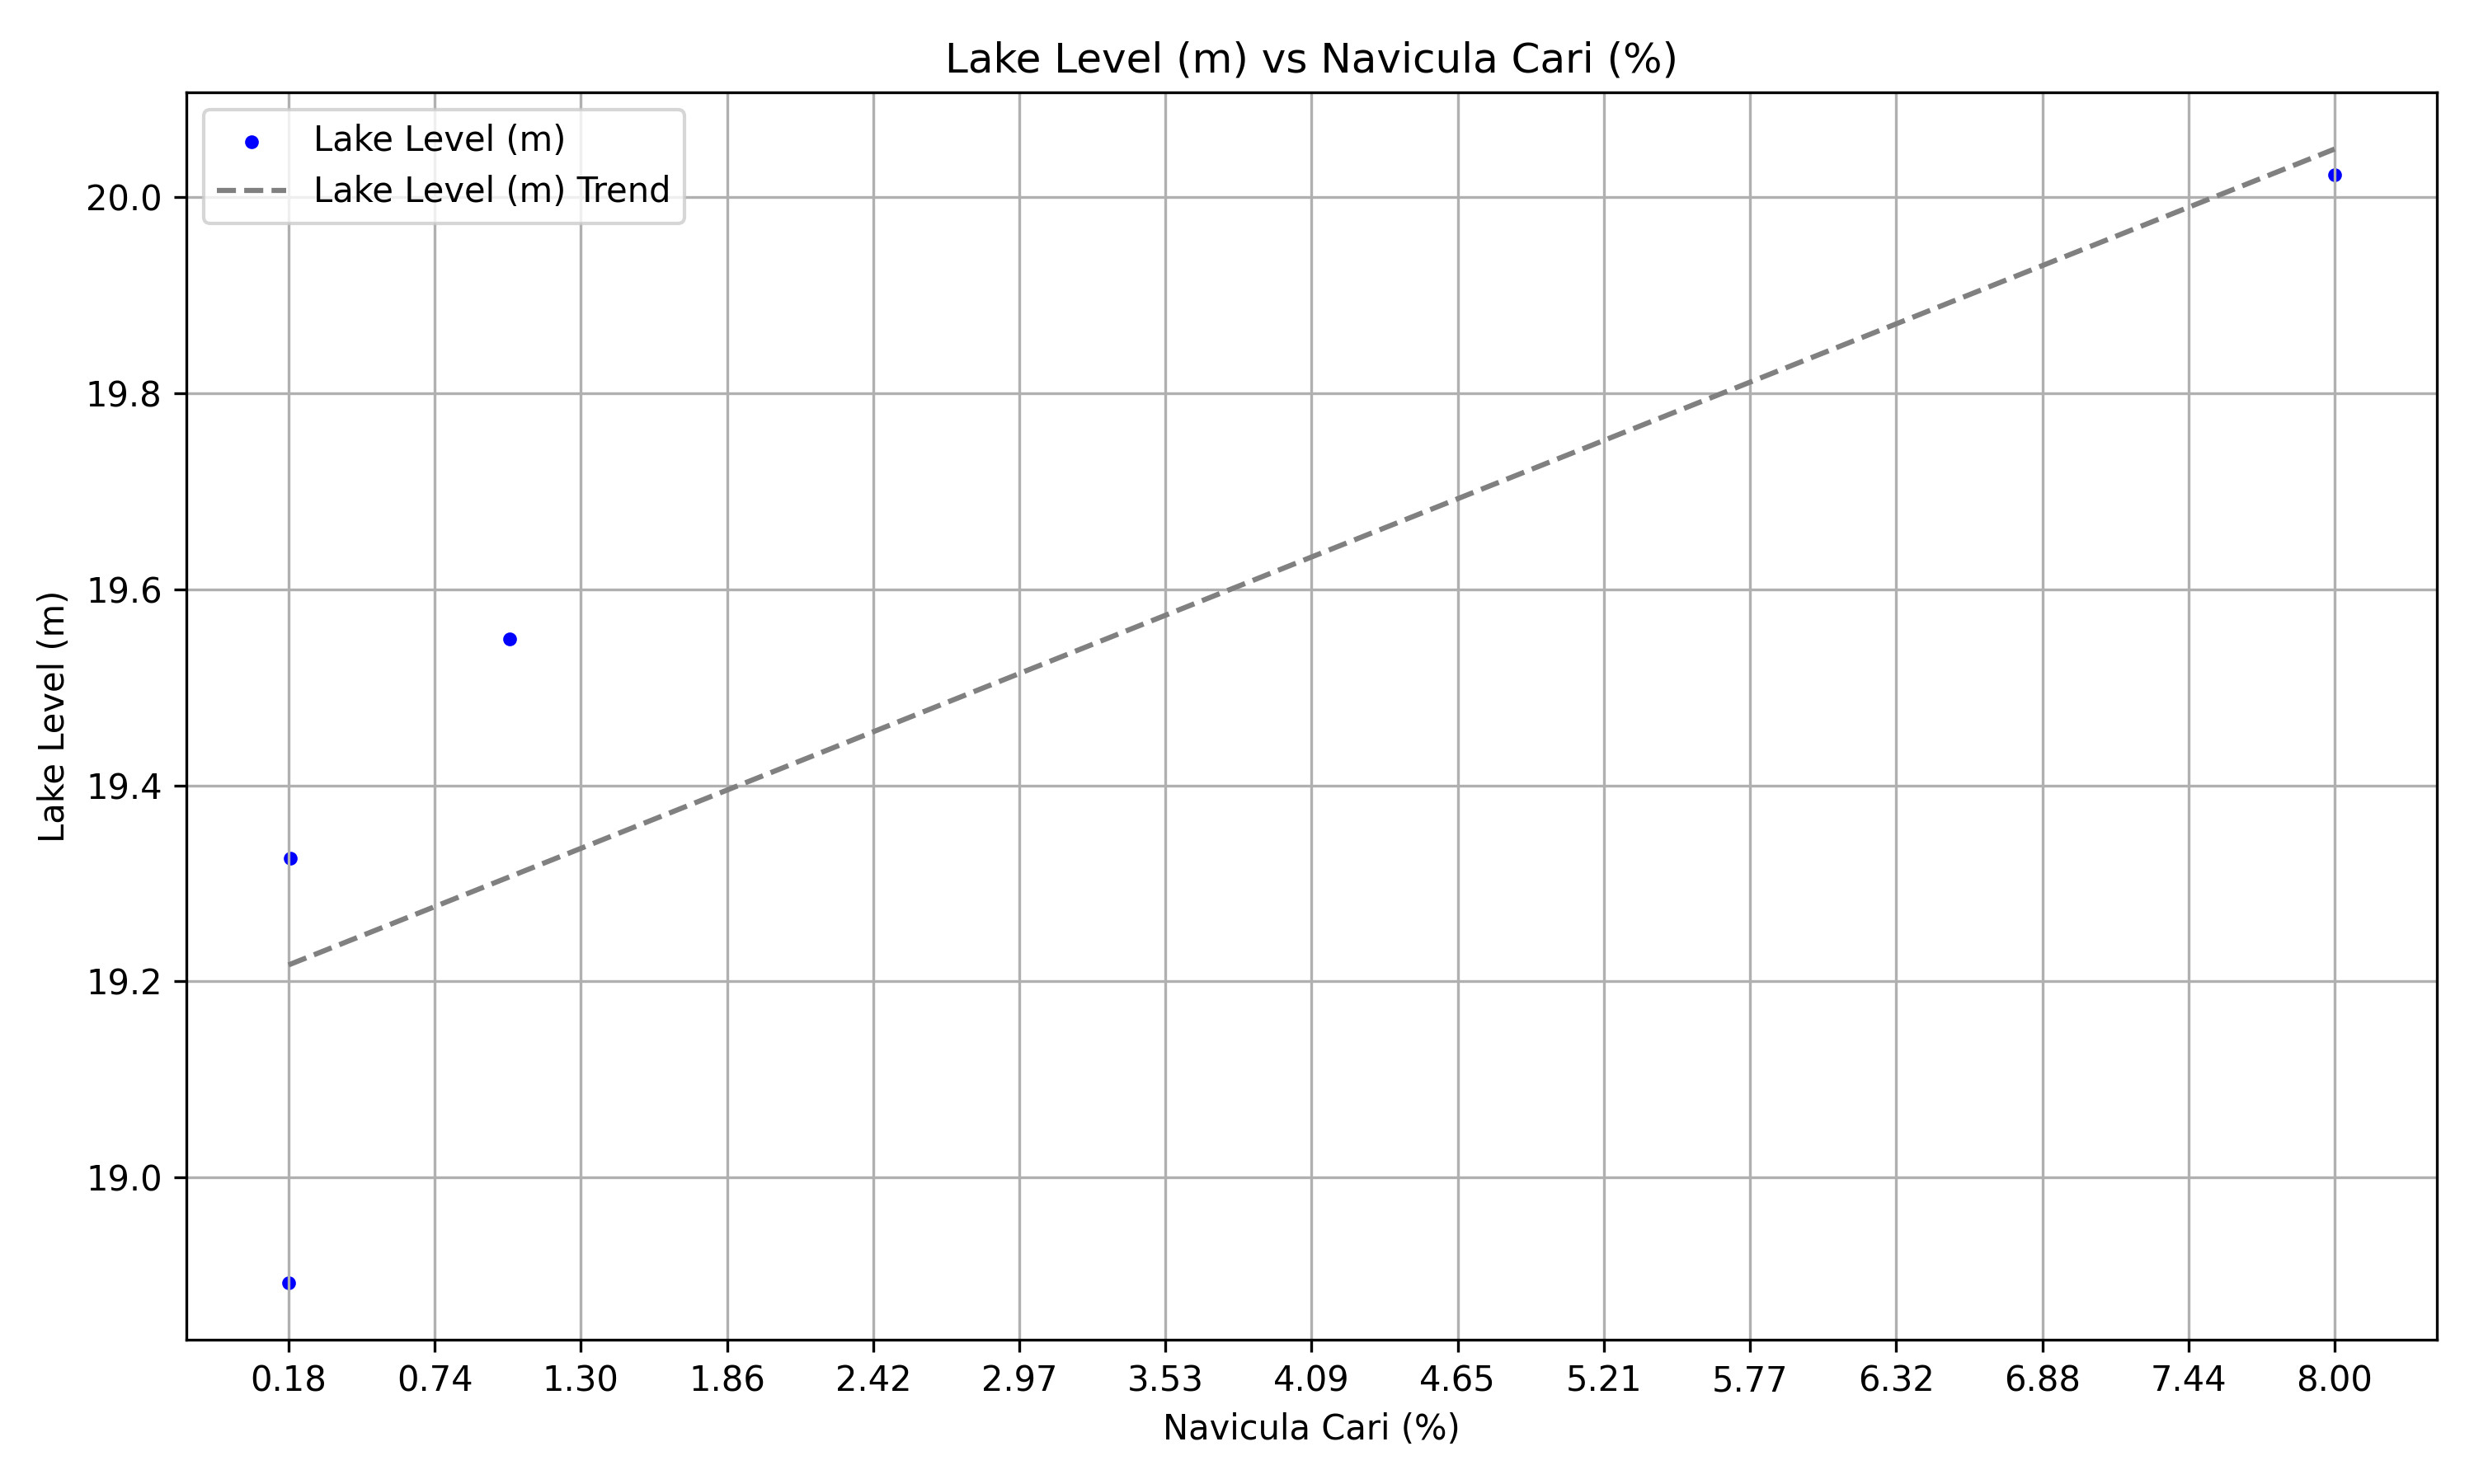 Lake Level (m) vs Navicula Cari (%)
Lake Level (m)
Lake Level (m) Trend
20.0
19.8
19.6
19.4
19.2
19.0
Lake Level (m)
0.18 0.74 1.30 1.86 2.42 2.97 3.53 4.09 4.65 5.21 5.77 6.32 6.88 7.44 8.00
Navicula Cari (%)